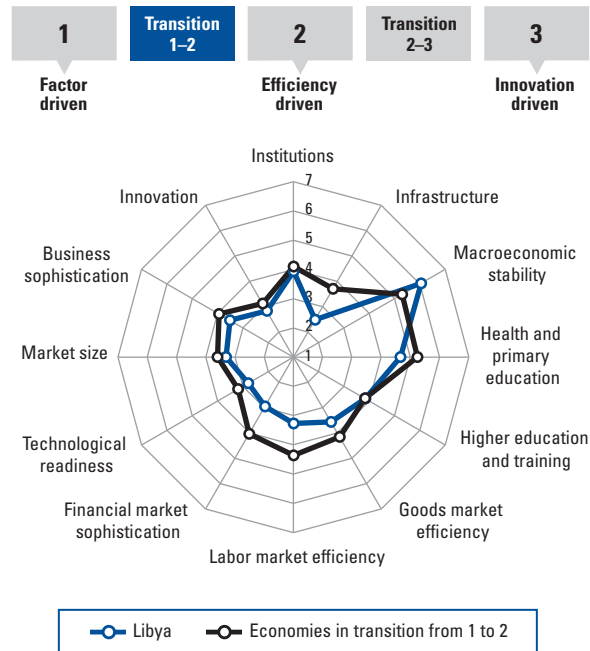 1
Transition
1–2
2
Transition
2–3
3
Factor
driven
Efficiency
driven
Innovation
driven
Institutions
Innovation
Infrastructure
Business
sophistication
Macroeconomic
stability
Market size
Health and
primary
education
Technological
readiness
Higher education
and training
Financial market
sophistication
Goods market
efficiency
Labor market efficiency
7
6
5
4
3
2
1
Libya
Economies in transition from 1 to 2